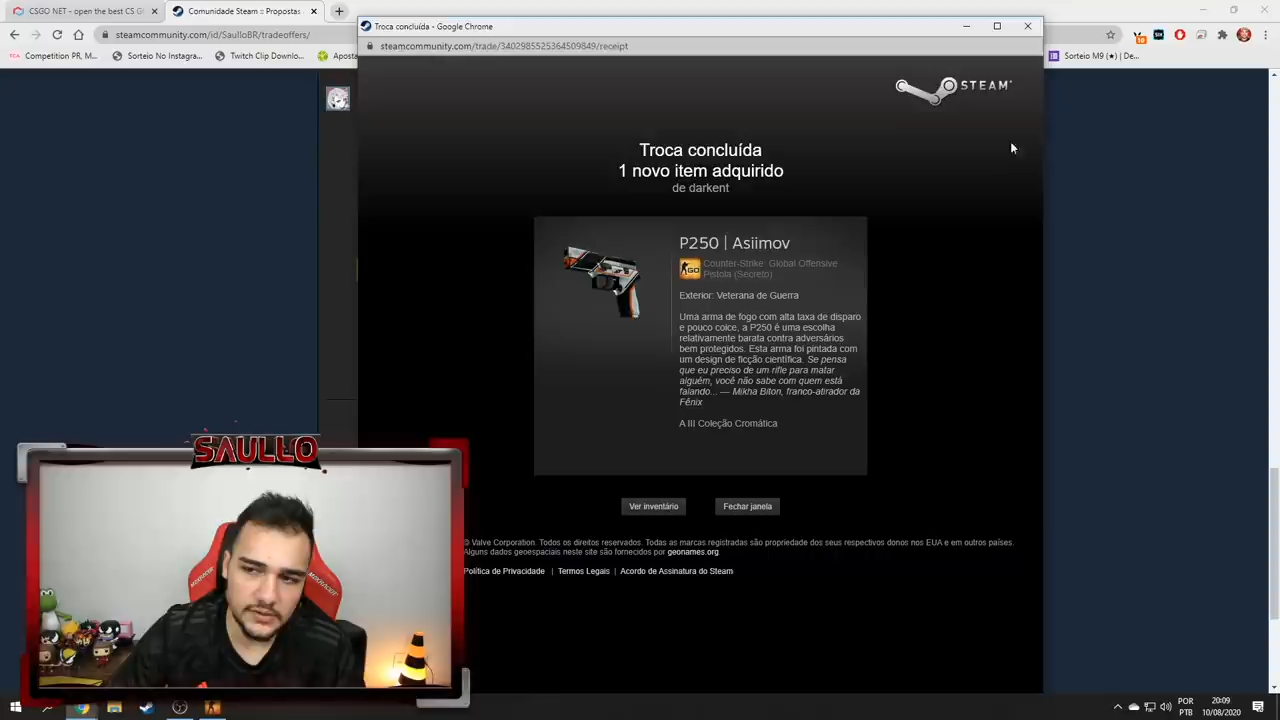 CSGO NET – open the best CS G
Comunidade Steam :: Propostas
steamcommunity.com/id/SaulloBR/tradeoffers/
Competition PR, M...
Sorteio No Instagra...
Twitch Clip Downlo...
Aposta
Sorteio M9 ★) | De...
Troca concluída - Google Chrome
steamcommunity.com/trade/3402985525364509849/receipt
STEAM
Troca concluída
1 novo item adquirido
de darkent
P250 | Asiimov
GO
Counter-Strike: Global Offensive
Pistola (Secreto)
Exterior: Veterana de Guerra
Uma arma de fogo com alta taxa de disparo
e pouco coice, a P250 é uma escolha
relativamente barata contra adversários
bem protegidos. Esta arma foi pintada com
um design de ficção científica. Se pensa
que eu preciso de um rifle para matar
alguém, você não sabe com quem está
falando... — Mikha Biton, franco-atirador da
Fênix
A III Coleção Cromática
Ver inventário
Fechar janela
© Valve Corporation. Todos os direitos reservados. Todas as marcas registradas são propriedade dos seus respectivos donos nos EUA e em outros países.
Alguns dados geoespaciais neste site são fornecidos por geonames.org.
Política de Privacidade | Termos Legais | Acordo de Assinatura do Steam
SAULLO
POR
PTB
20:09
10/08/2020